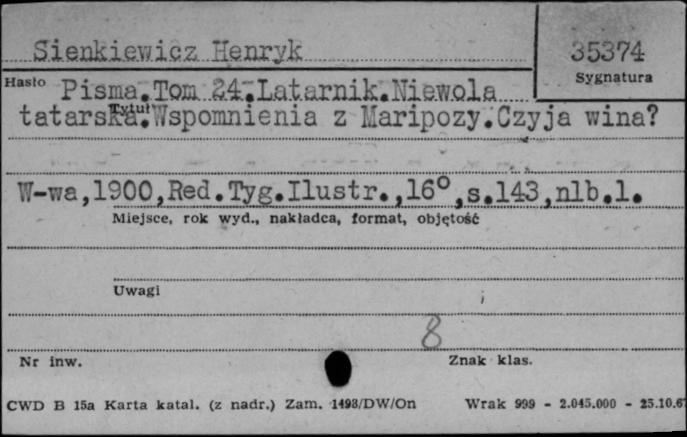 Sienkiewicz Henryk
35374
Sygnatura
Hasło
Pisma.Tom 24.Latarnik.Niewola
Tytuł
tatarska.Wspomnienia z Maripozy.Czyja wina?
W-wa,1900,Red.Tyg.Ilustr.,16°,s.143,nlb.1.
Miejsce, rok wyd., nakładca, format, objętość
Uwagi
8
Nr inw.
Znak klas.
CWD B 15a Karta katal. (z nadr.) Zam. 1493/DW/On
Wrak 999 - 2.045.000 - 25.10.67